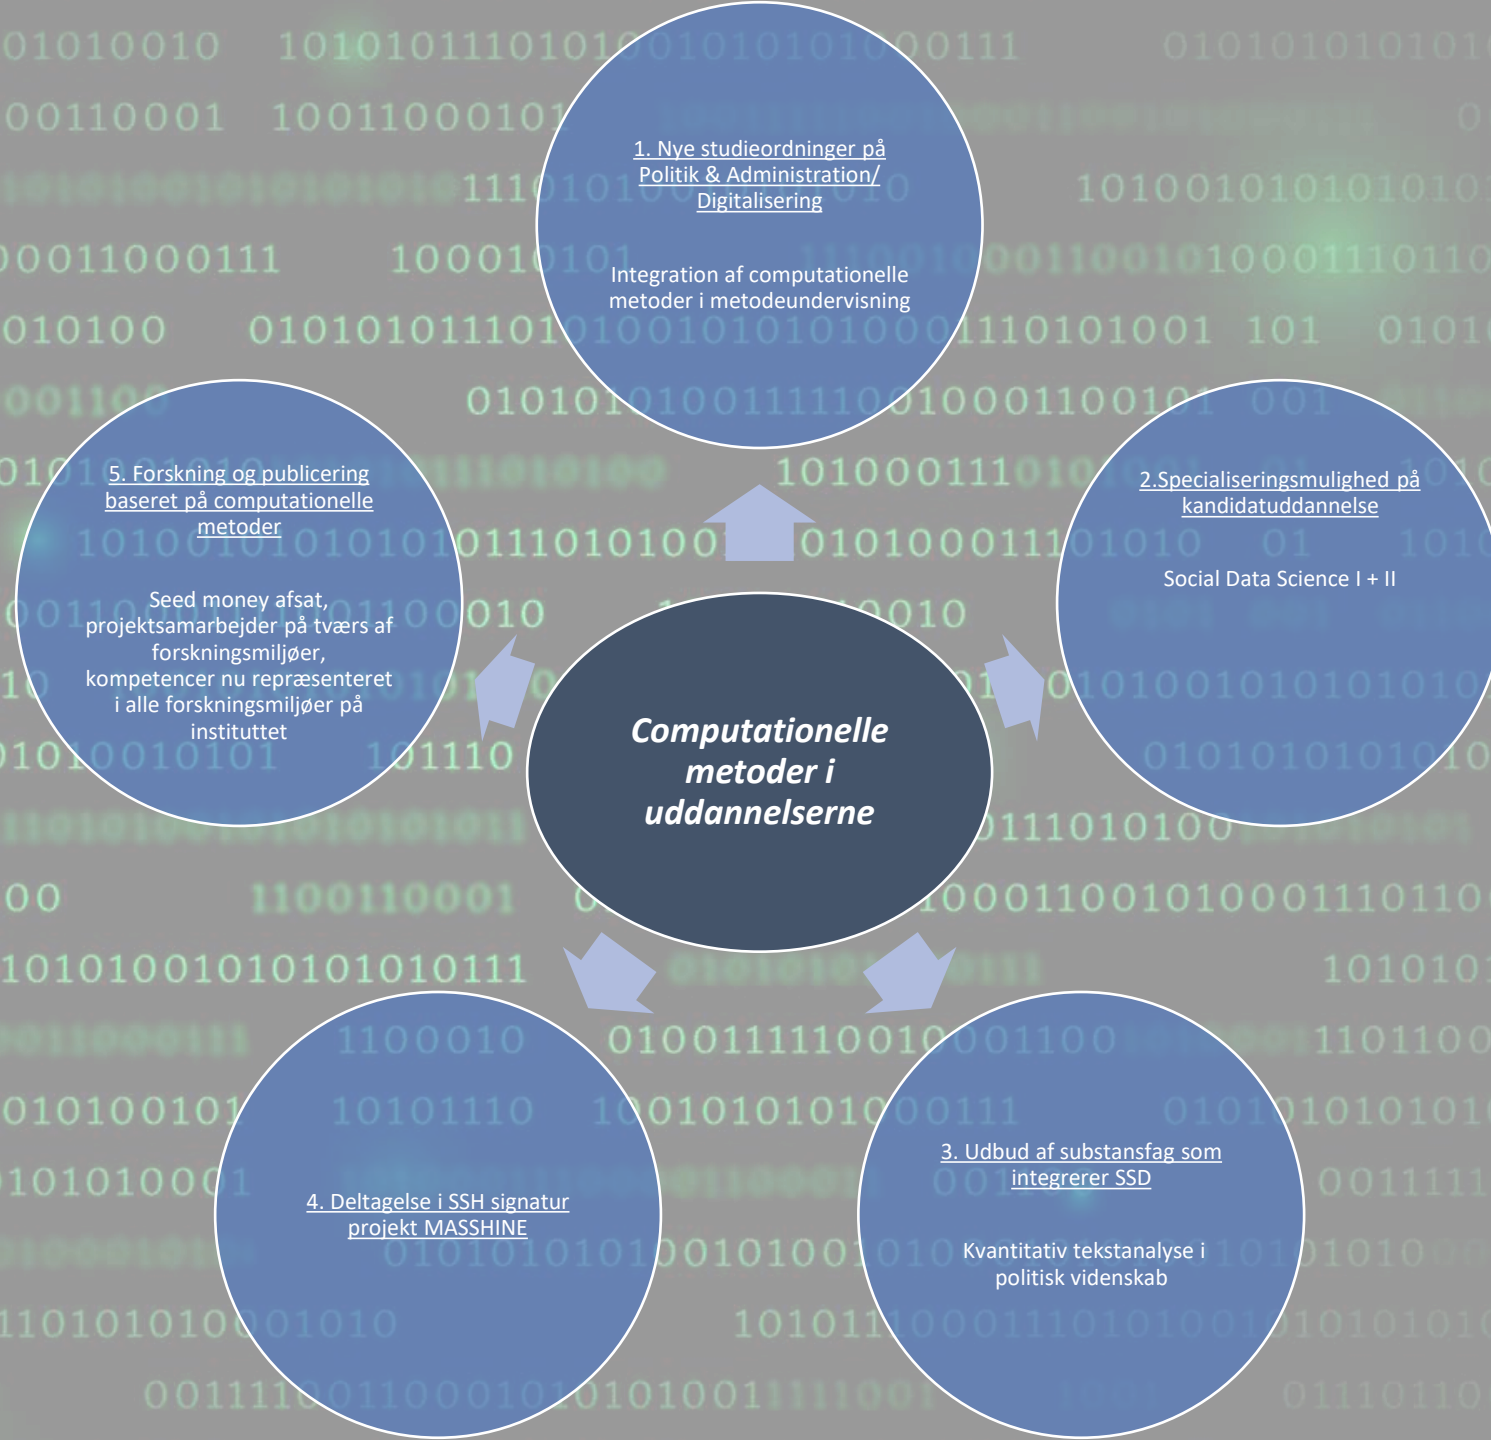 1. Nye studieordninger på
Politik & Administration/
Digitalisering
Integration af computationelle
metoder i metodeundervisning
2.Specialiseringsmulighed på
kandidatuddannelse
Social Data Science I + II
3. Udbud af substansfag som
integrerer SSD
Kvantitativ tekstanalyse i
politisk videnskab
4. Deltagelse i SSH signatur
projekt MASSHINE
5. Forskning og publicering
baseret på computationelle
metoder
Seed money afsat,
projektsamarbejder på tværs af
forskningsmiljøer,
kompetencer nu repræsenteret
i alle forskningsmiljøer på
instituttet
Computationelle
metoder i
uddannelserne